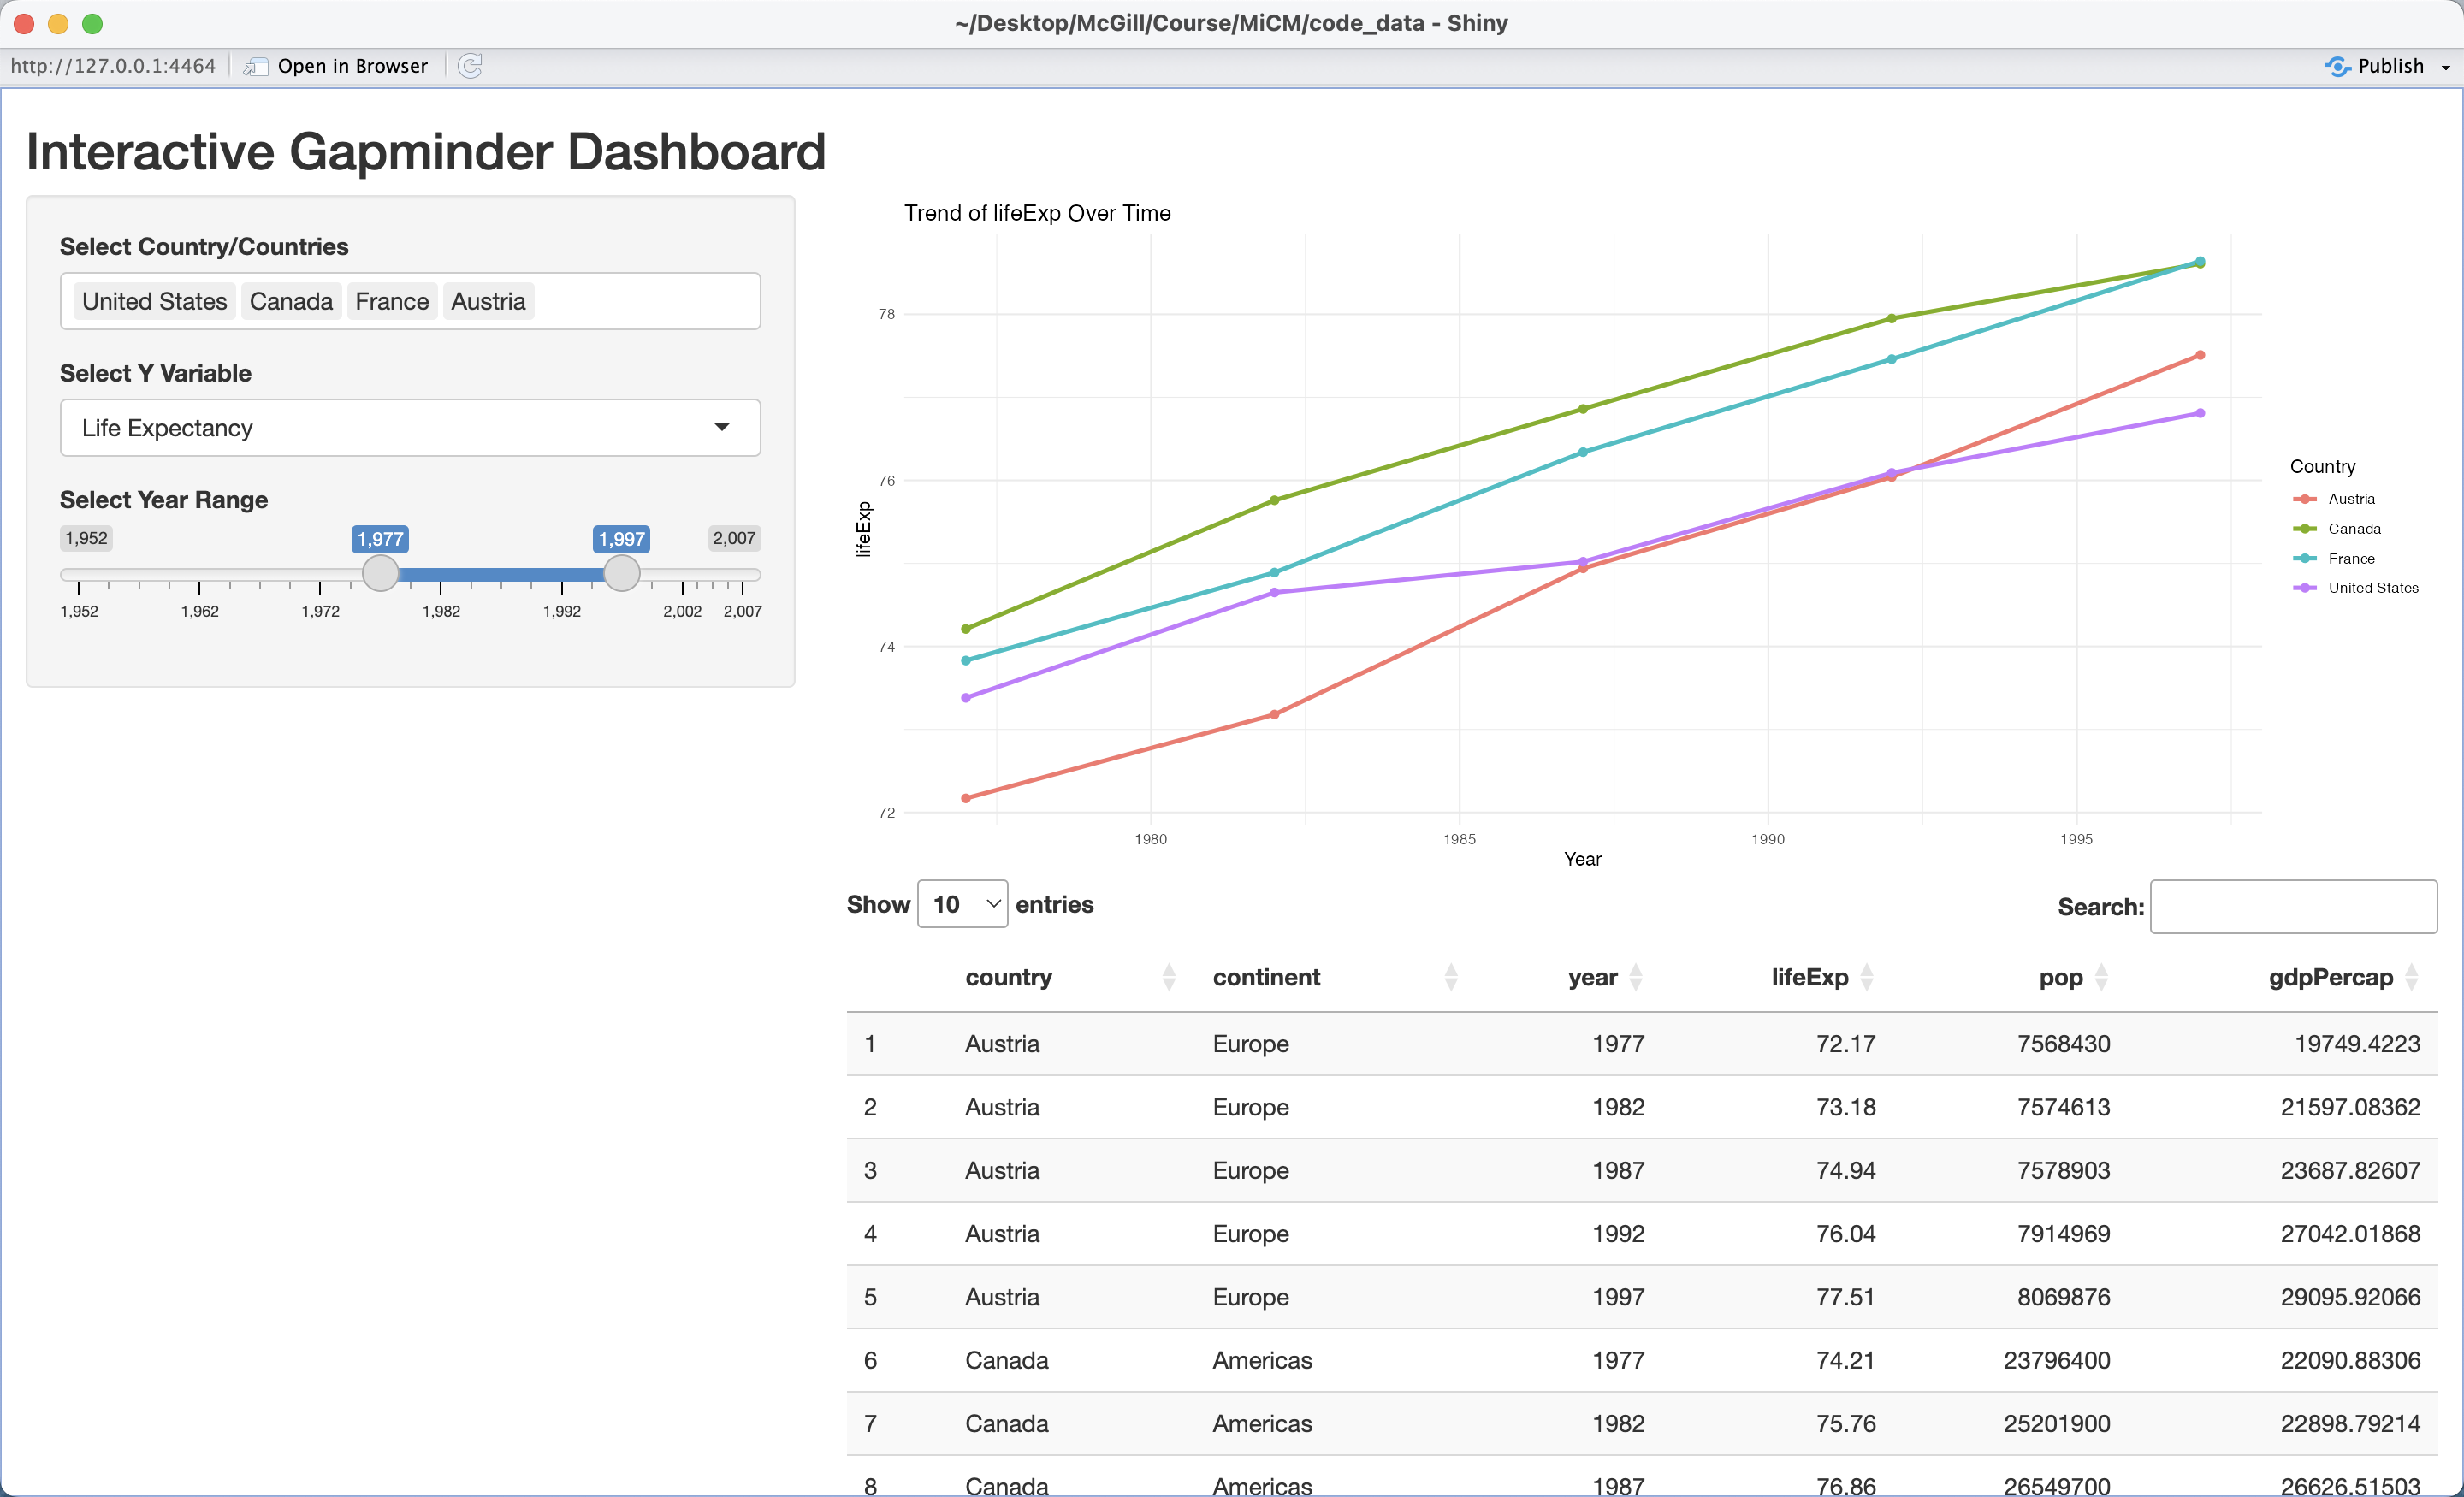 ~/Desktop/McGill/Course/MiCM/code_data - Shiny
http://127.0.0.1:4464 Open in Browser Publish
Interactive Gapminder Dashboard
Select Country/Countries
United States Canada France Austria
Select Y Variable
Life Expectancy
Select Year Range
1,952 1,977 1,997 2,007
1,952 1,962 1,972 1,982 1,992 2,002 2,007
Trend of lifeExp Over Time
78
76
74
72
lifeExp
1980 1985 1990 1995
Year
Country
Austria
Canada
France
United States
Show 10 entries Search:
country continent year lifeExp pop gdpPercap
1 Austria Europe 1977 72.17 7568430 19749.4223
2 Austria Europe 1982 73.18 7574613 21597.08362
3 Austria Europe 1987 74.94 7578903 23687.82607
4 Austria Europe 1992 76.04 7914969 27042.01868
5 Austria Europe 1997 77.51 8069876 29095.92066
6 Canada Americas 1977 74.21 23796400 22090.88306
7 Canada Americas 1982 75.76 25201900 22898.79214
8 Canada Americas 1987 76.86 26549700 26626.51503